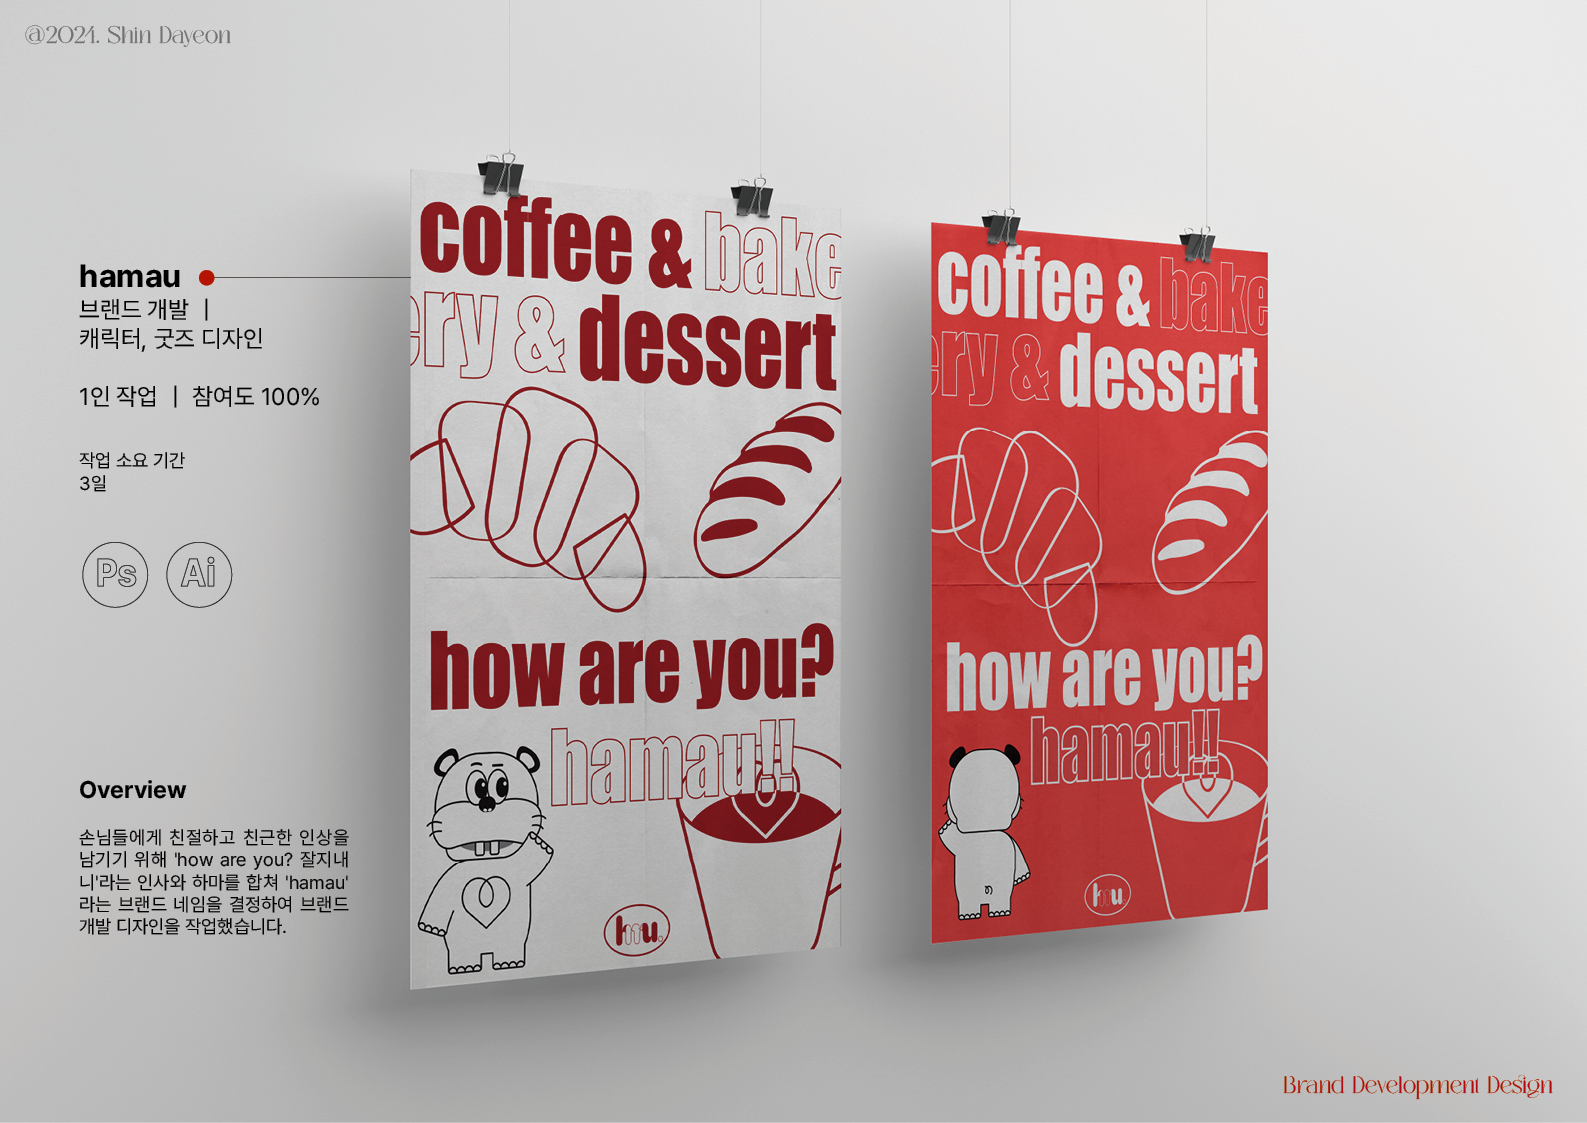 @2024. Shin Dayeon
hamau
브랜드 개발 |
캐릭터, 굿즈 디자인
1인 작업 | 참여도 100%
작업 소요 기간
3일
Ps Ai
Overview
손님들에게 친절하고 친근한 인상을
남기기 위해 'how are you? 잘지내
니'라는 인사와 하마를 합쳐 'hamau'
라는 브랜드 네임을 결정하여 브랜드
개발 디자인을 작업했습니다.
coffee & bake
ery & dessert
how are you?
hamau!!
hmu.
coffee & bake
ery & dessert
how are you?
hamau!!
hmu.
Brand Development Design